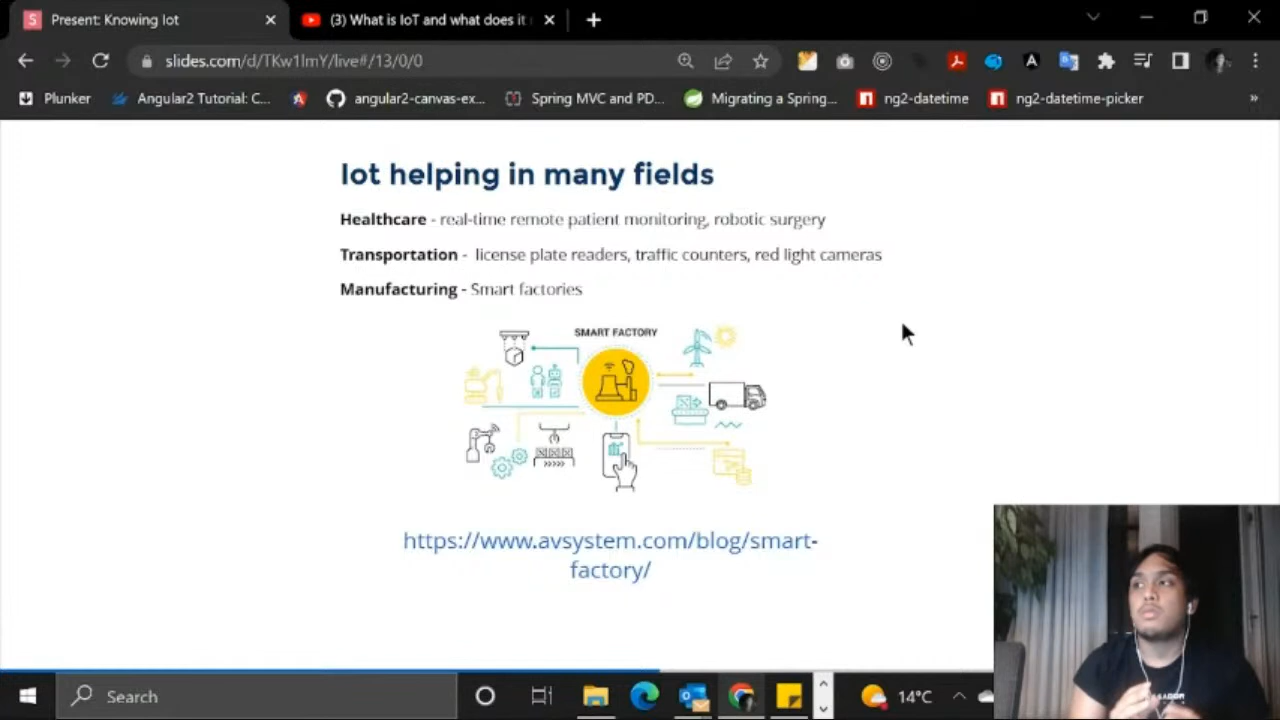 Present: Knowing Iot
(3) What is IoT and what does it
slides.com/d/TKw1lmY/live#/13/0/0
Plunker
Angular2 Tutorial: C...
angular2-canvas-ex...
Spring MVC and PD...
Migrating a Spring...
ng2-datetime
ng2-datetime-picker
»
Iot helping in many fields
Healthcare - real-time remote patient monitoring, robotic surgery
Transportation - license plate readers, traffic counters, red light cameras
Manufacturing - Smart factories
SMART FACTORY
https://www.avsystem.com/blog/smart-
factory/
Search
14°C